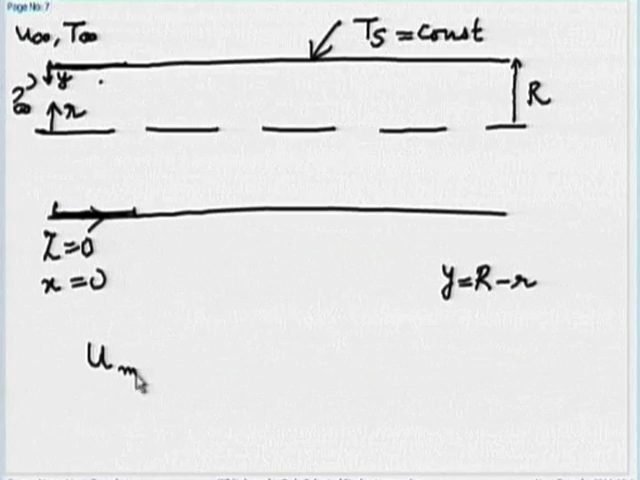 Page No: 7
u∞, T∞
Ts = const
y
r
R
Z=0
x=0
y=R-r
um